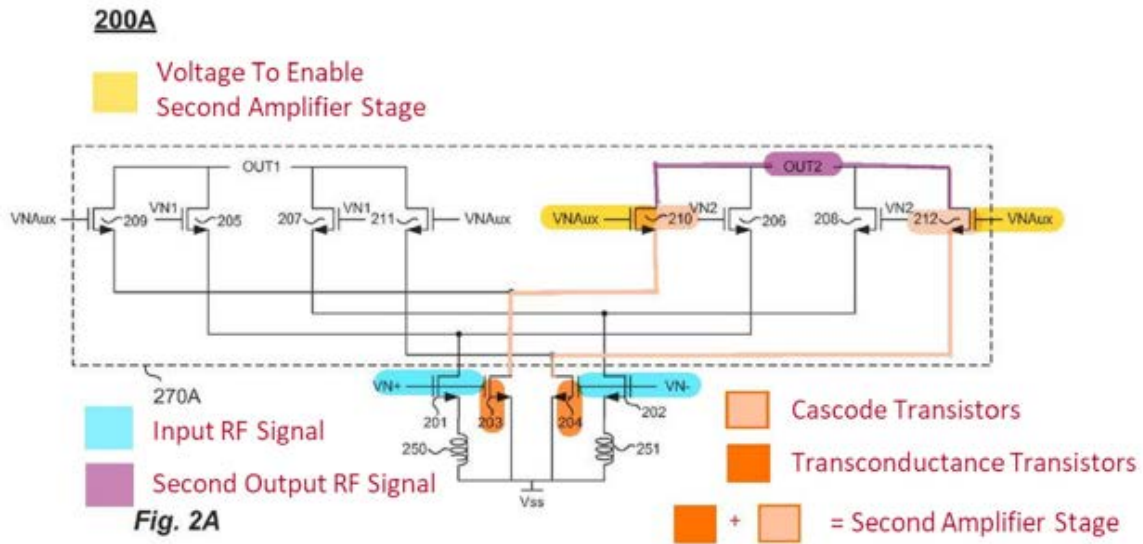 200A
Voltage To Enable
Second Amplifier Stage
OUT1
OUT2
VNAux
209
VN1
205
207
VN1
211
VNAux
VNAux
210
VN2
206
208
VN2
212
VNAux
270A
VN+
201
203
204
202
VN-
250
251
Vss
Input RF Signal
Second Output RF Signal
Fig. 2A
Cascode Transistors
Transconductance Transistors
+ = Second Amplifier Stage